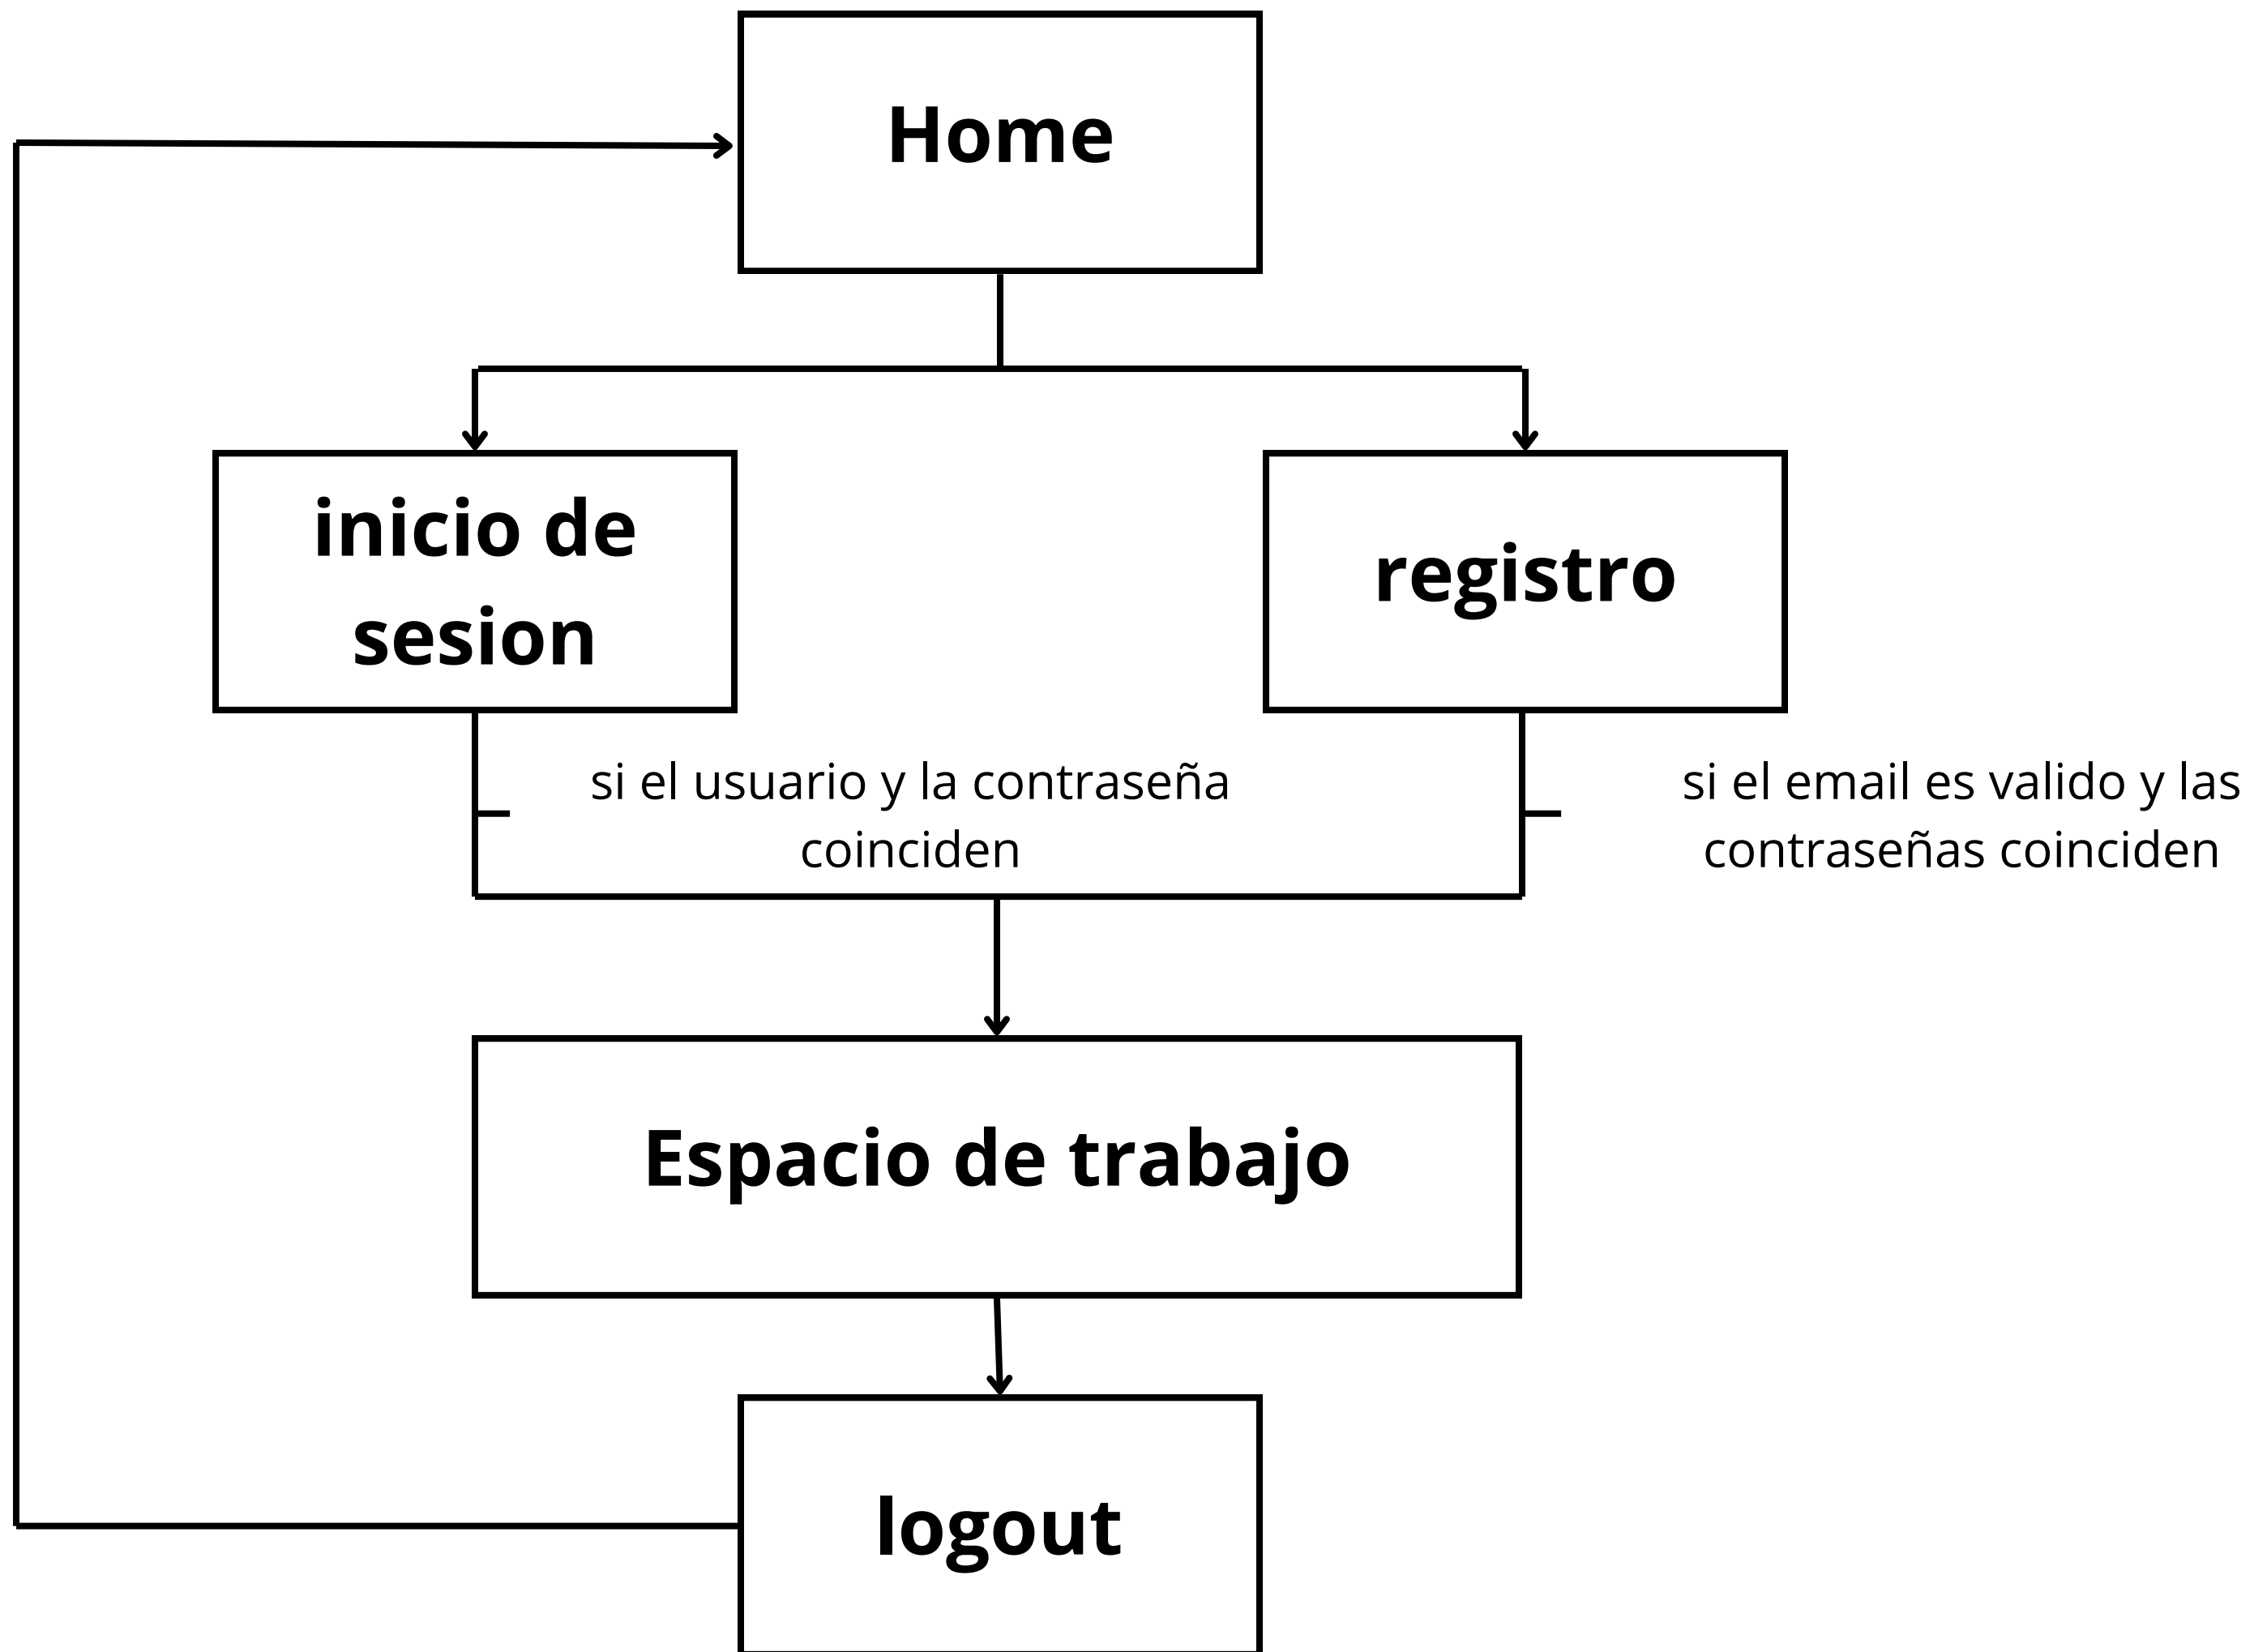 Home
inicio de
sesion
registro
si el usuario y la contraseña
coinciden
si el email es valido y las
contraseñas coinciden
Espacio de trabajo
logout